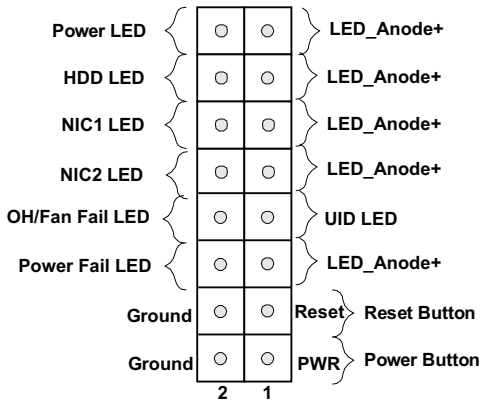 Power LED LED_Anode+
HDD LED LED_Anode+
NIC1 LED LED_Anode+
NIC2 LED LED_Anode+
OH/Fan Fail LED UID LED
Power Fail LED LED_Anode+
Ground Reset Reset Button
Ground PWR Power Button
2 1